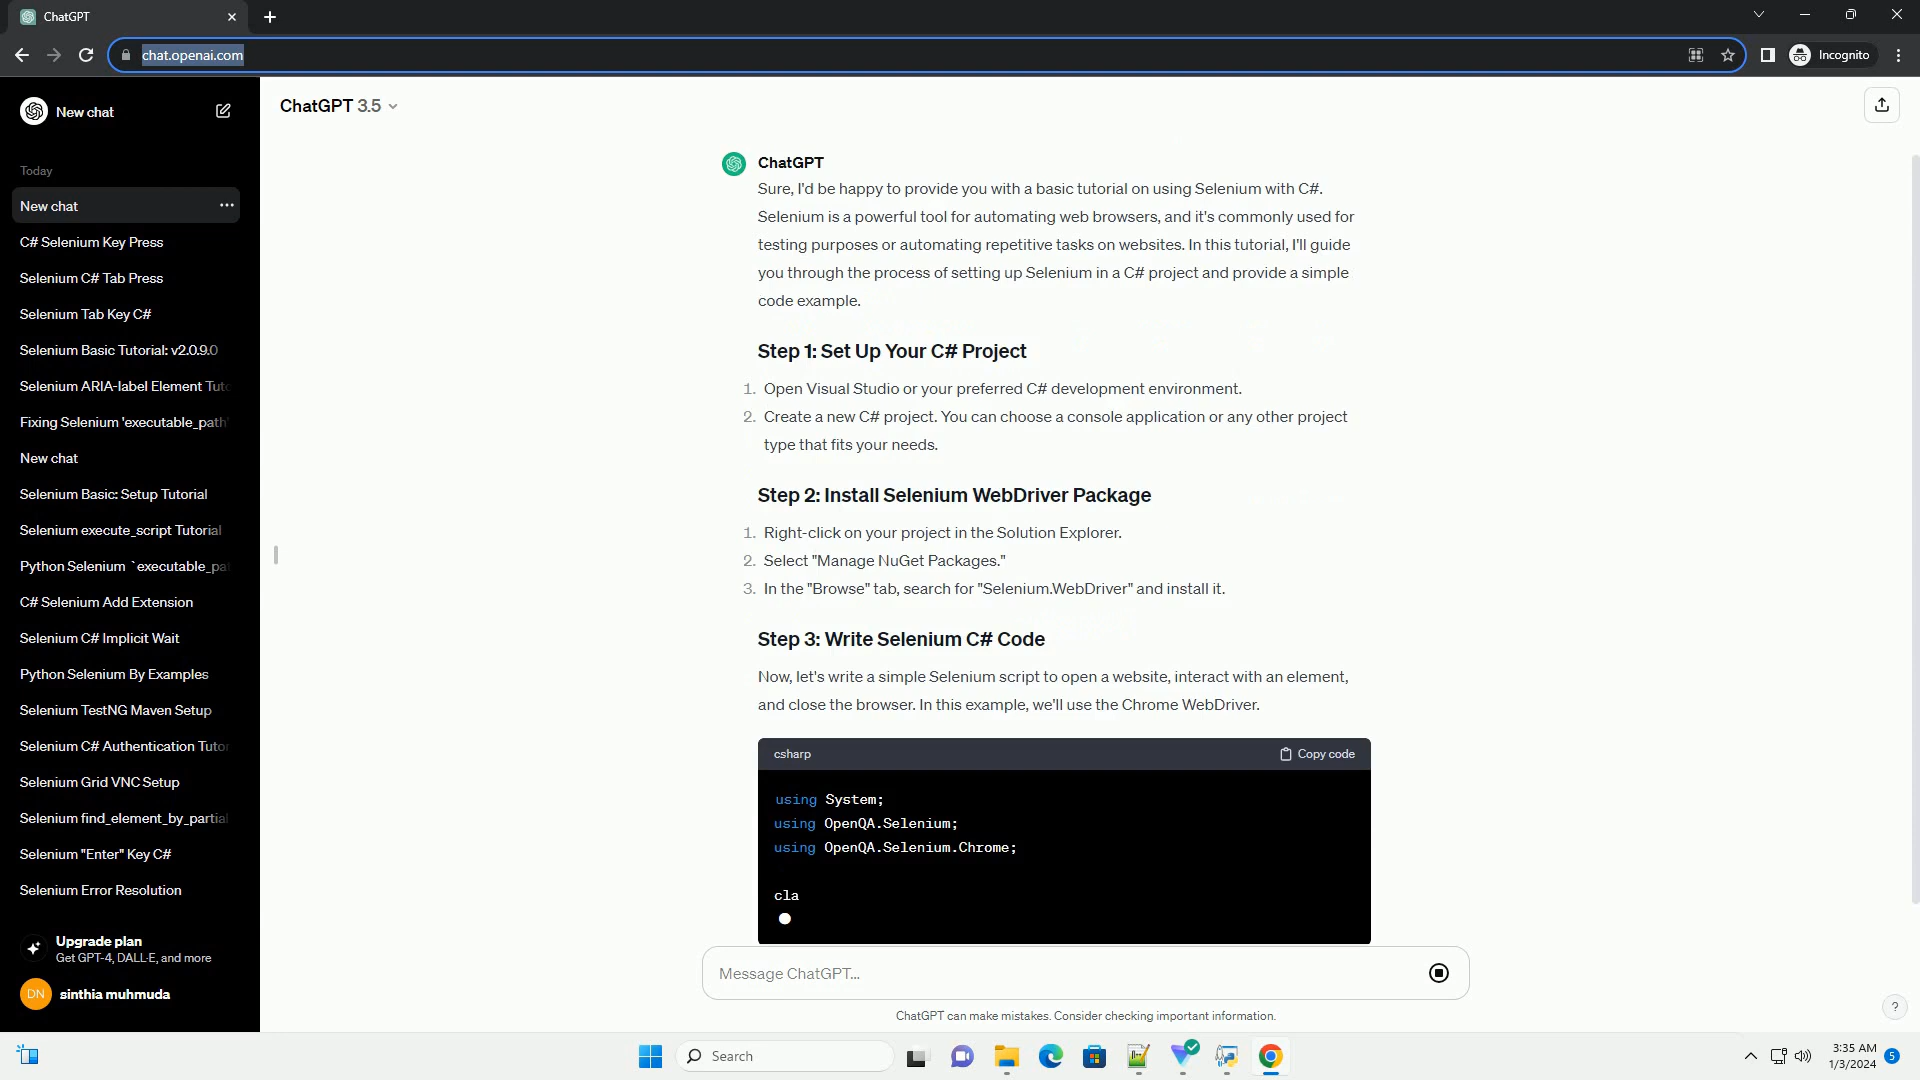 ChatGPT
chat.openai.com
Incognito
New chat
Today
New chat
C# Selenium Key Press
Selenium C# Tab Press
Selenium Tab Key C#
Selenium Basic Tutorial: v2.0.9.0
Selenium ARIA-label Element Tuto
Fixing Selenium 'executable_path'
New chat
Selenium Basic: Setup Tutorial
Selenium execute_script Tutorial
Python Selenium `executable_pa
C# Selenium Add Extension
Selenium C# Implicit Wait
Python Selenium By Examples
Selenium TestNG Maven Setup
Selenium C# Authentication Tutor
Selenium Grid VNC Setup
Selenium find_element_by_partial
Selenium "Enter" Key C#
Selenium Error Resolution
Upgrade plan
Get GPT-4, DALL·E, and more
DN
sinthia muhmuda
ChatGPT 3.5
ChatGPT
Sure, I'd be happy to provide you with a basic tutorial on using Selenium with C#.
Selenium is a powerful tool for automating web browsers, and it's commonly used for
testing purposes or automating repetitive tasks on websites. In this tutorial, I'll guide
you through the process of setting up Selenium in a C# project and provide a simple
code example.
Step 1: Set Up Your C# Project
1. Open Visual Studio or your preferred C# development environment.
2. Create a new C# project. You can choose a console application or any other project
type that fits your needs.
Step 2: Install Selenium WebDriver Package
1. Right-click on your project in the Solution Explorer.
2. Select "Manage NuGet Packages."
3. In the "Browse" tab, search for "Selenium.WebDriver" and install it.
Step 3: Write Selenium C# Code
Now, let's write a simple Selenium script to open a website, interact with an element,
and close the browser. In this example, we'll use the Chrome WebDriver.
csharp
Copy code
using System;
using OpenQA.Selenium;
using OpenQA.Selenium.Chrome;
cla
Message ChatGPT...
ChatGPT can make mistakes. Consider checking important information.
?
Search
3:35 AM
1/3/2024
5